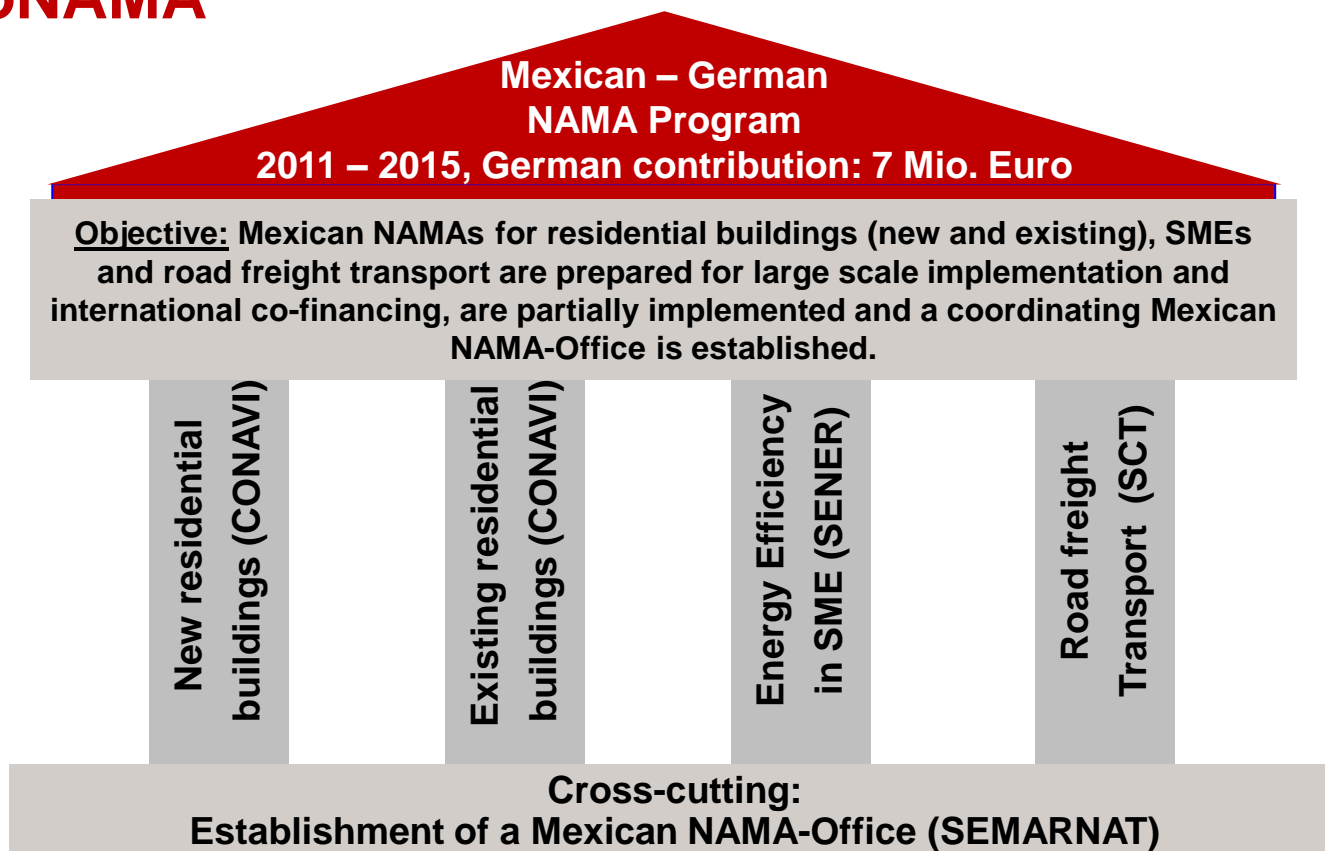 Mexican – German
NAMA Program
2011 – 2015, German contribution: 7 Mio. Euro
Objective: Mexican NAMAs for residential buildings (new and existing), SMEs
and road freight transport are prepared for large scale implementation and
international co-financing, are partially implemented and a coordinating Mexican
NAMA-Office is established.
New residential
buildings (CONAVI)
Existing residential
buildings (CONAVI)
Energy Efficiency
in SME (SENER)
Road freight
Transport (SCT)
Cross-cutting:
Establishment of a Mexican NAMA-Office (SEMARNAT)